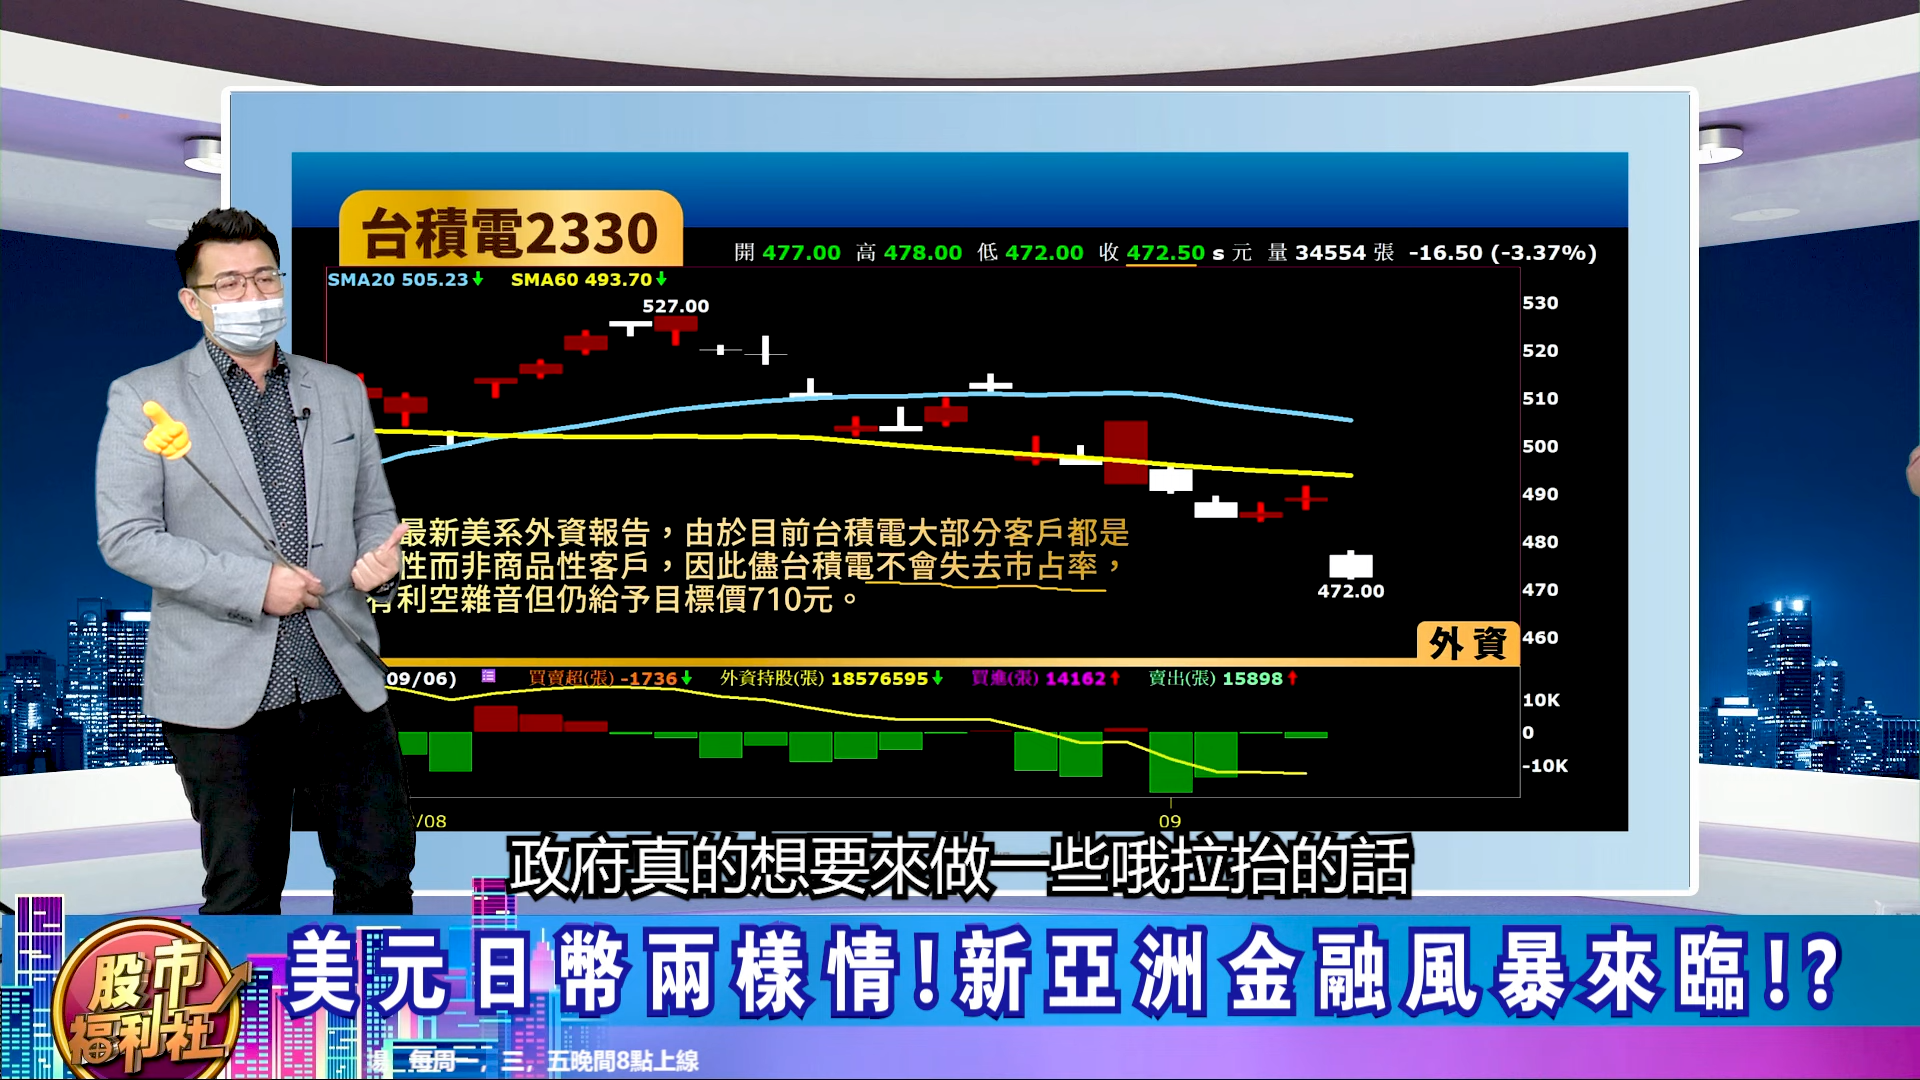 台積電2330
開 477.00 高 478.00 低 472.00 收 472.50 s 元 量 34554 張 -16.50 (-3.37%)
SMA20 505.23↓ SMA60 493.70↓
527.00
530
520
510
500
490
480
470
460
472.00
最新美系外資報告，由於目前台積電大部分客戶都是
性而非商品性客戶，因此儘台積電不會失去市占率，
有利空雜音但仍給予目標價710元。
外資
09/06) 買賣超(張) -1736↓ 外資持股(張) 18576595↓ 買進(張) 14162↑ 賣出(張) 15898↑
10K
0
-10K
/08
09
政府真的想要來做一些哦拉抬的話
美元日幣兩樣情!新亞洲金融風暴來臨!?
股市
福利社
每周一，三，五晚間8點上線